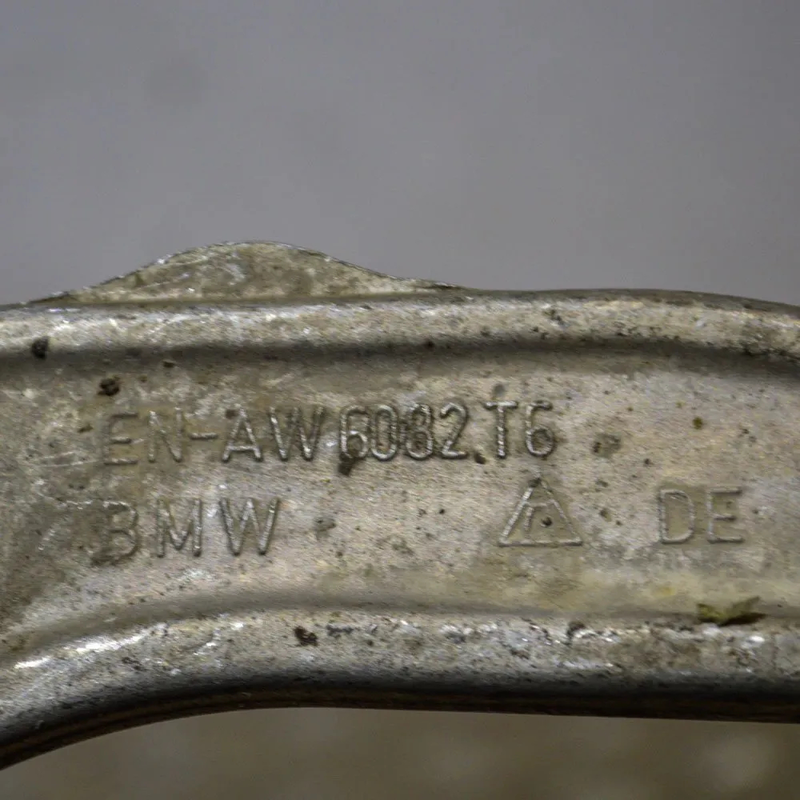 EN-AW 6082 T6
BMW DE